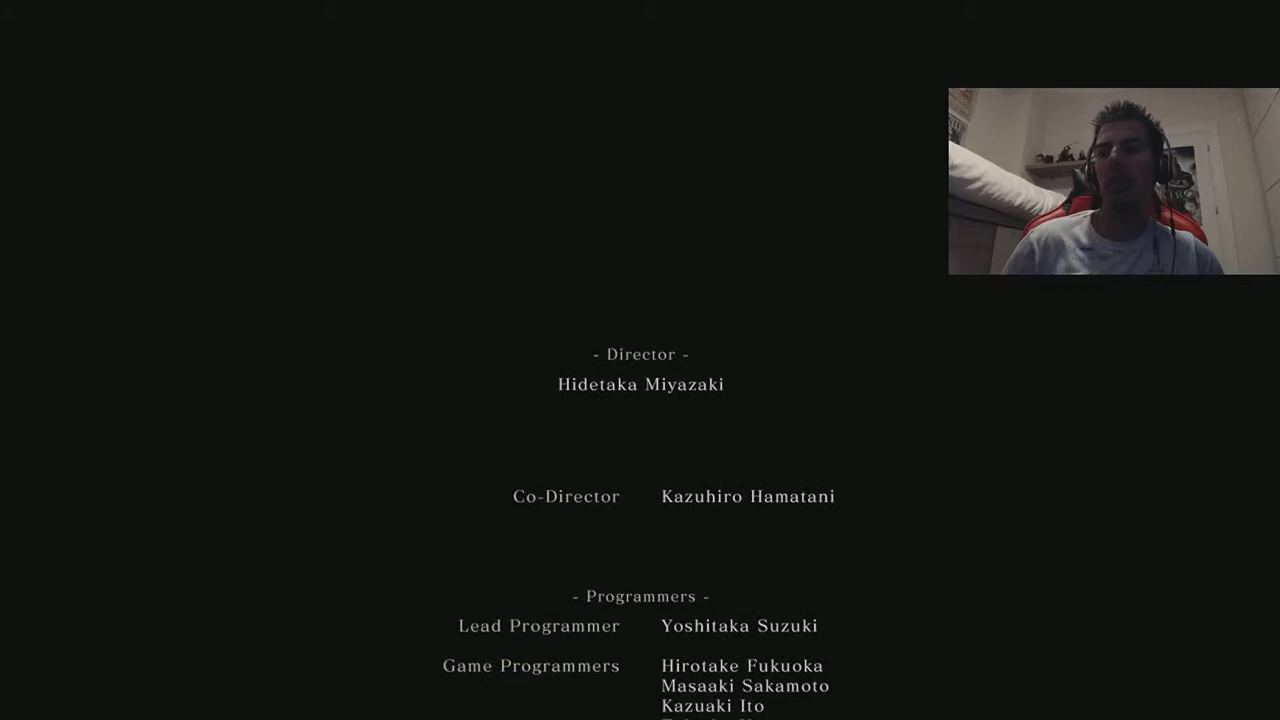 - Director -
Hidetaka Miyazaki
Co-Director Kazuhiro Hamatani
- Programmers -
Lead Programmer Yoshitaka Suzuki
Game Programmers Hirotake Fukuoka
Masaaki Sakamoto
Kazuaki Ito